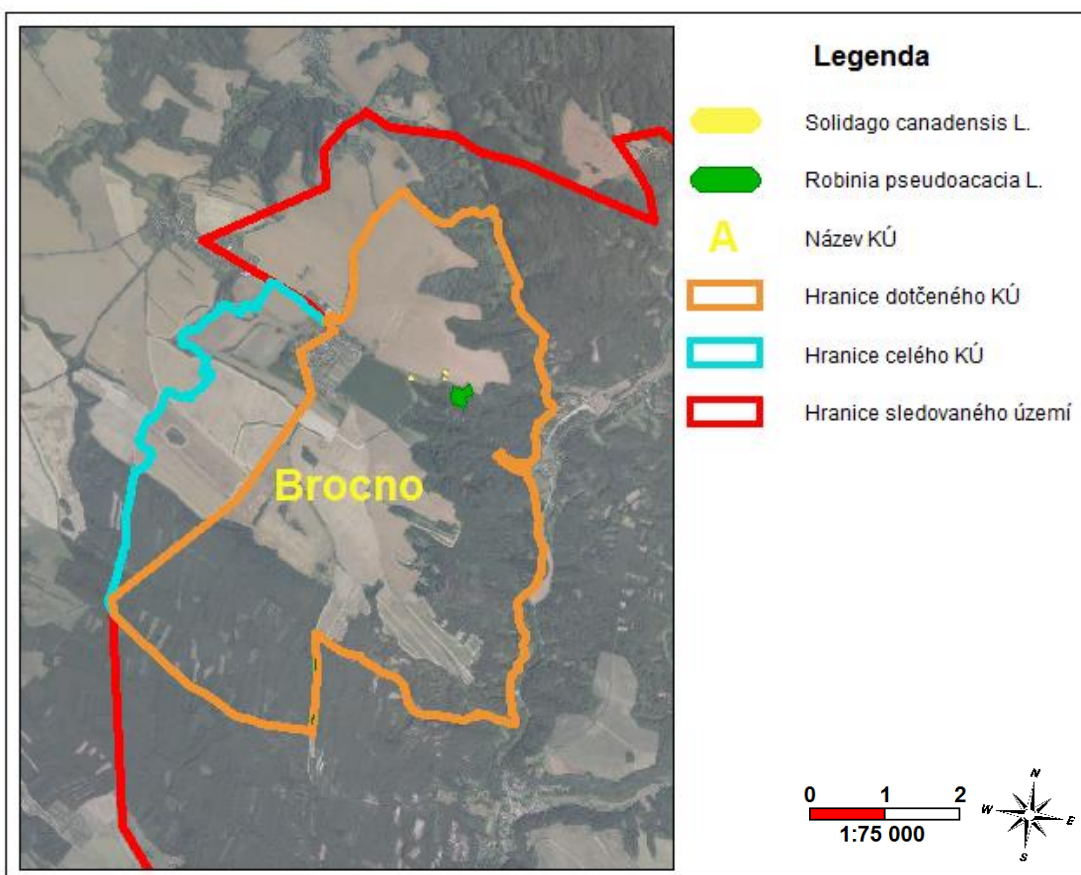 Legenda
Solidago canadensis L.
Robinia pseudoacacia L.
A
Název KÚ
Hranice dotčeného KÚ
Hranice celého KÚ
Hranice sledovaného území
Brocno
0 1 2
1:75 000
N
W
E
S